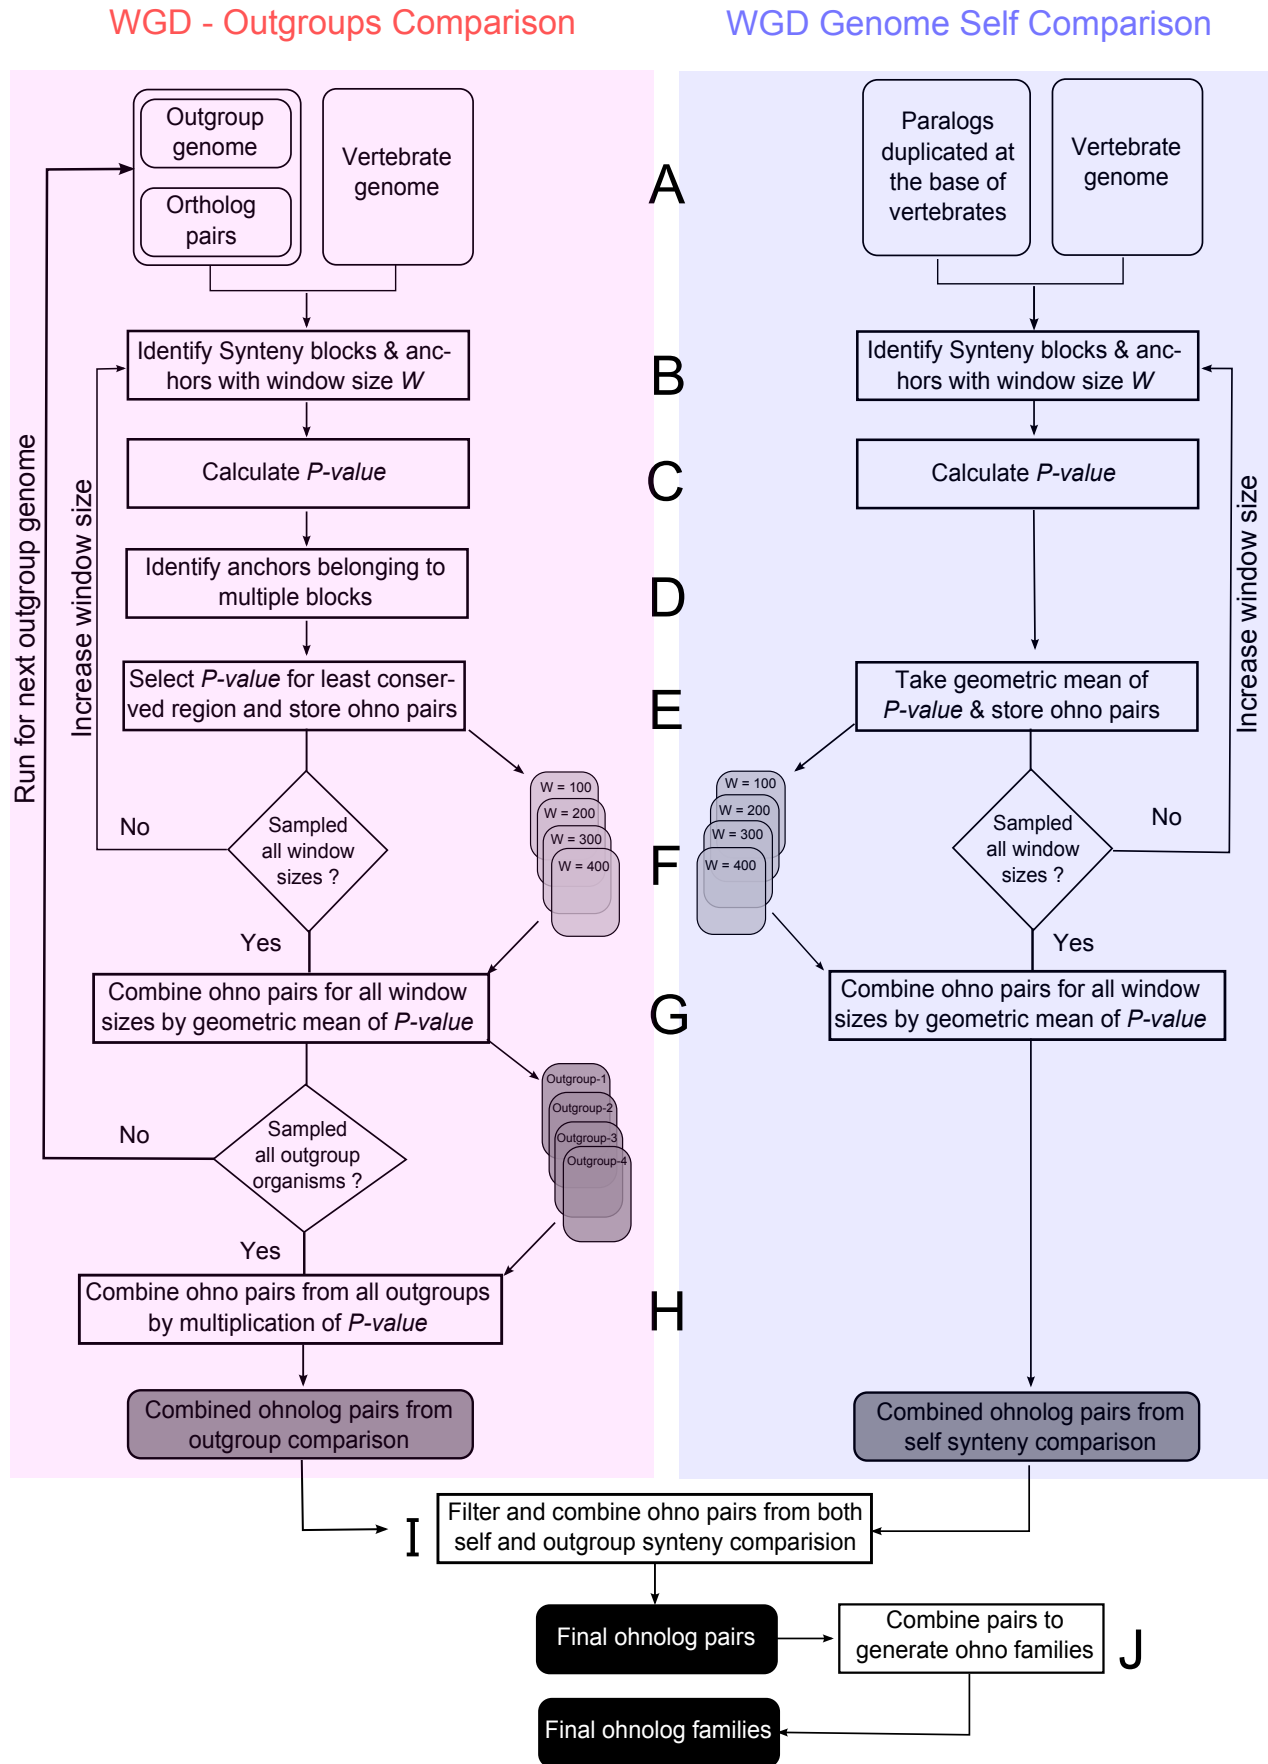 WGD - Outgroups Comparison
WGD Genome Self Comparison
Outgroup
genome
Ortholog
pairs
Vertebrate
genome
A
Paralogs
duplicated at
the base of
vertebrates
Vertebrate
genome
Run for next outgroup genome
Increase window size
Identify Synteny blocks & anc-
hors with window size W
B
Identify Synteny blocks & anc-
hors with window size W
Increase window size
Calculate P-value
C
Calculate P-value
Identify anchors belonging to
multiple blocks
D
Select P-value for least conser-
ved region and store ohno pairs
E
Take geometric mean of
P-value & store ohno pairs
W = 100
W = 200
W = 300
W = 400
W = 100
W = 200
W = 300
W = 400
No
Sampled
all window
sizes ?
F
Sampled
all window
sizes ?
No
Yes
Yes
Combine ohno pairs for all window
sizes by geometric mean of P-value
G
Combine ohno pairs for all window
sizes by geometric mean of P-value
Outgroup-1
Outgroup-2
Outgroup-3
Outgroup-4
No
Sampled
all outgroup
organisms ?
Yes
Combine ohno pairs from all outgroups
by multiplication of P-value
H
Combined ohnolog pairs from
outgroup comparison
Combined ohnolog pairs from
self synteny comparison
I
Filter and combine ohno pairs from both
self and outgroup synteny comparision
Final ohnolog pairs
Combine pairs to
generate ohno families
J
Final ohnolog families